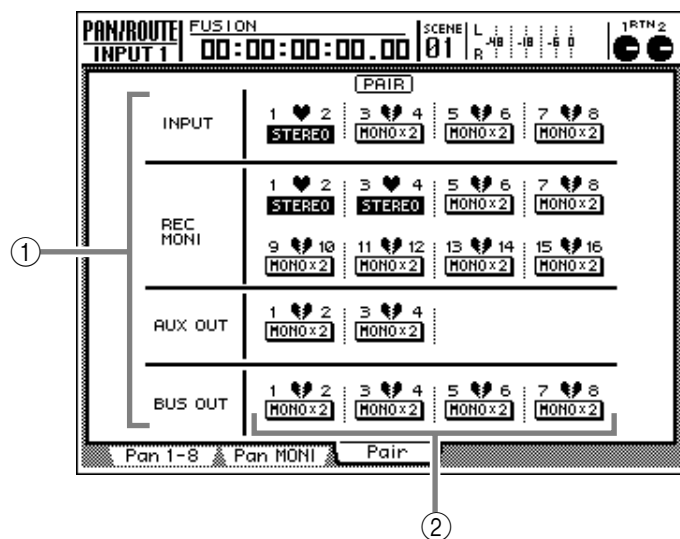 PAN/ROUTE FUSION SCENE L 1RTN2
INPUT 1 00:00:00:00.00 01 R -48 -18 -6 0
PAIR
INPUT 1 2 3 4 5 6 7 8
STEREO MONO×2 MONO×2 MONO×2
REC MONI 1 2 3 4 5 6 7 8
STEREO STEREO MONO×2 MONO×2
9 10 11 12 13 14 15 16
MONO×2 MONO×2 MONO×2 MONO×2
AUX OUT 1 2 3 4
MONO×2 MONO×2
BUS OUT 1 2 3 4 5 6 7 8
MONO×2 MONO×2 MONO×2 MONO×2
Pan 1-8 Pan MONI Pair
1
2